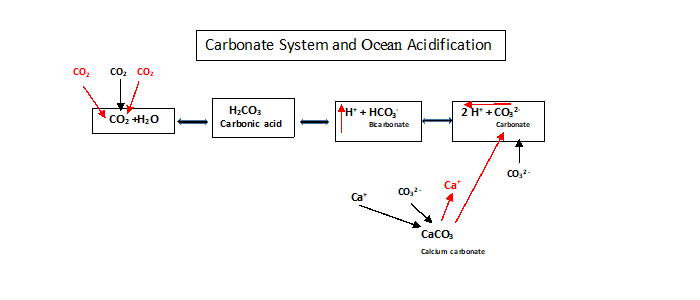 Carbonate System and Ocean Acidification
CO₂ CO₂ CO₂
CO₂ +H₂O
H₂CO₃
Carbonic acid
H⁺ + HCO₃⁻
Bicarbonate
2 H⁺ + CO₃²⁻
Carbonate
CO₃²⁻
Ca⁺
CO₃²⁻
Ca⁺
CaCO₃
Calcium carbonate